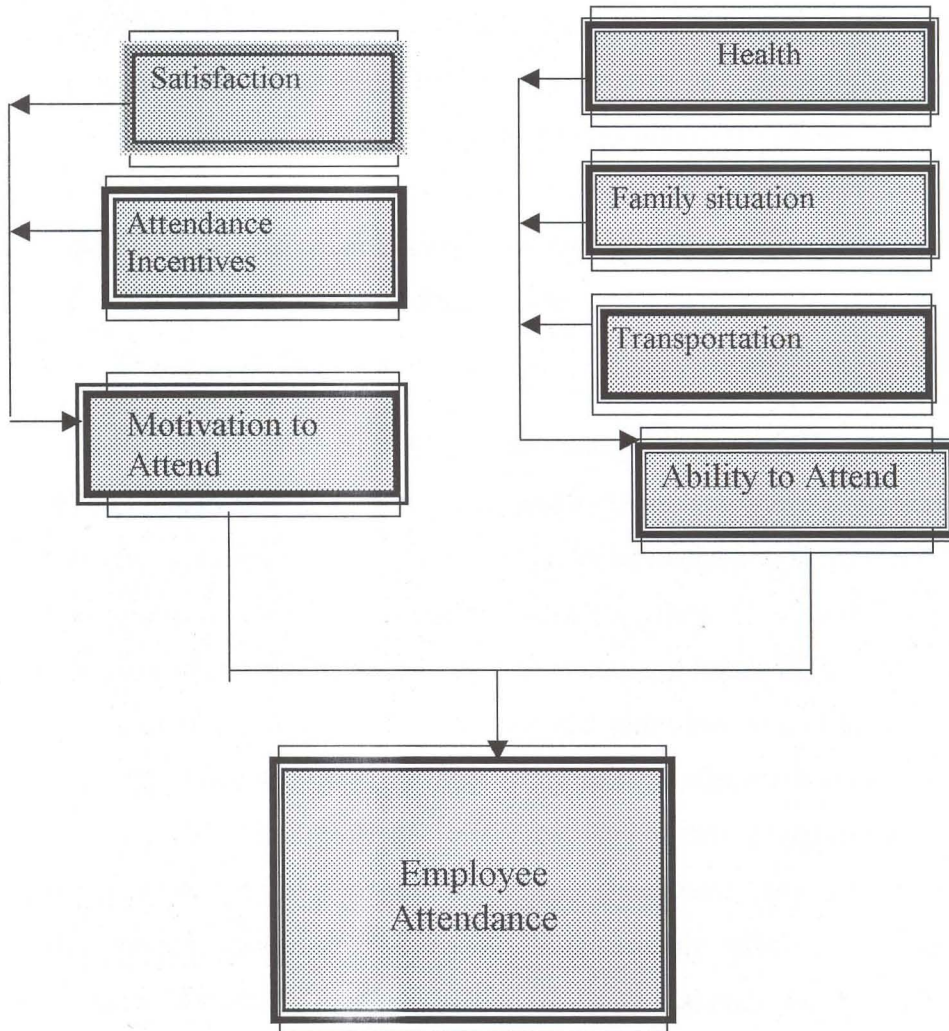 Satisfaction
Attendance
Incentives
Motivation to
Attend
Health
Family situation
Transportation
Ability to Attend
Employee
Attendance